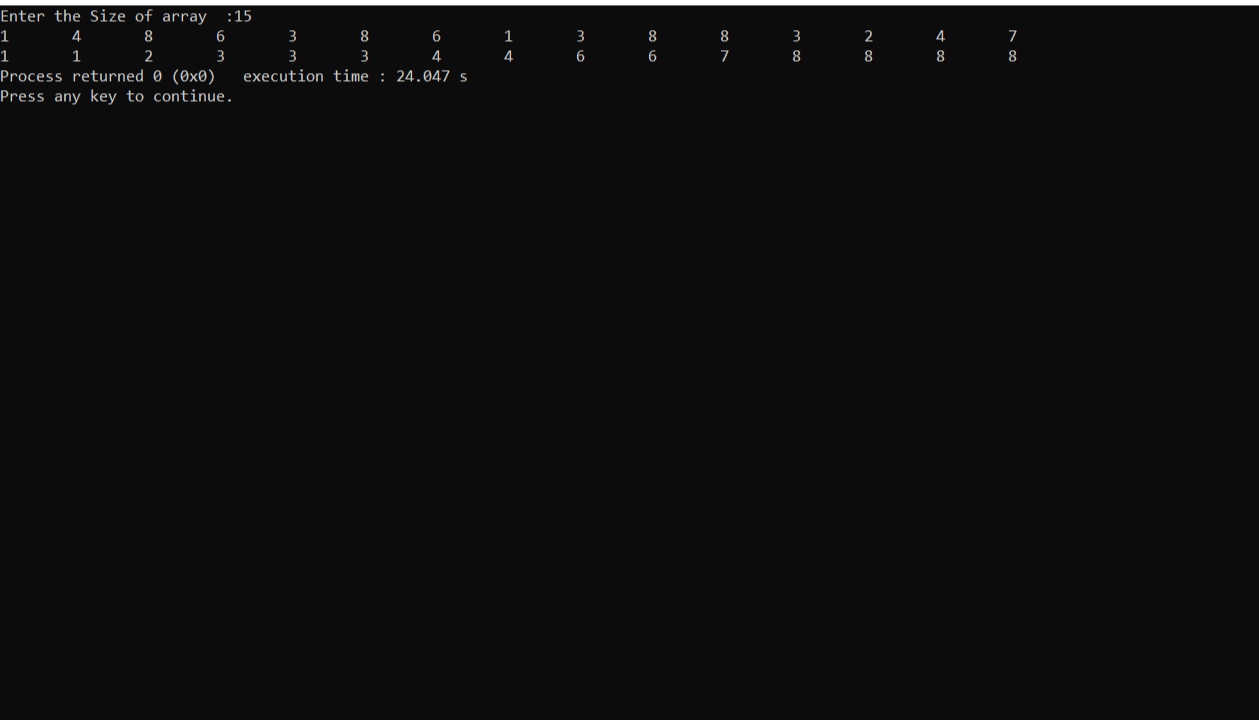 Enter the Size of array  :15
1       4       8       6       3       8       6       1       3       8       8       3       2       4       7
1       1       2       3       3       3       4       4       6       6       7       8       8       8       8
Process returned 0 (0x0)   execution time : 24.047 s
Press any key to continue.